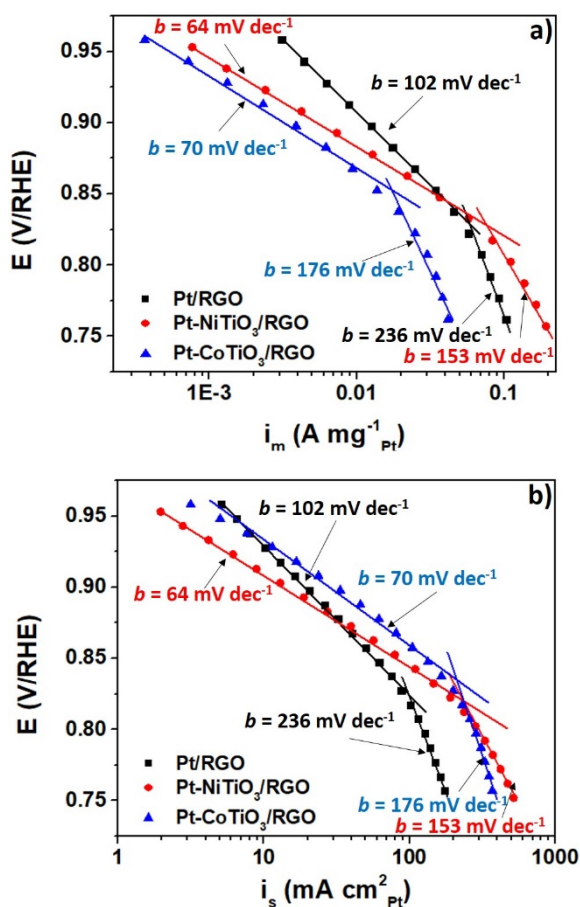 a)
b = 64 mV dec-1
0.95
b = 102 mV dec-1
0.90
b = 70 mV dec-1
E (V/RHE)
0.85
0.80
b = 176 mV dec-1
Pt/RGO
Pt-NiTiO3/RGO
Pt-CoTiO3/RGO
0.75
b = 236 mV dec-1
b = 153 mV dec-1
1E-3 0.01 0.1
im (A mg-1Pt)
b)
0.95
b = 102 mV dec-1
b = 70 mV dec-1
0.90
b = 64 mV dec-1
E (V/RHE)
0.85
0.80
b = 236 mV dec-1
Pt/RGO
Pt-NiTiO3/RGO
Pt-CoTiO3/RGO
0.75
b = 176 mV dec-1
b = 153 mV dec-1
1 10 100 1000
is (mA cm2Pt)